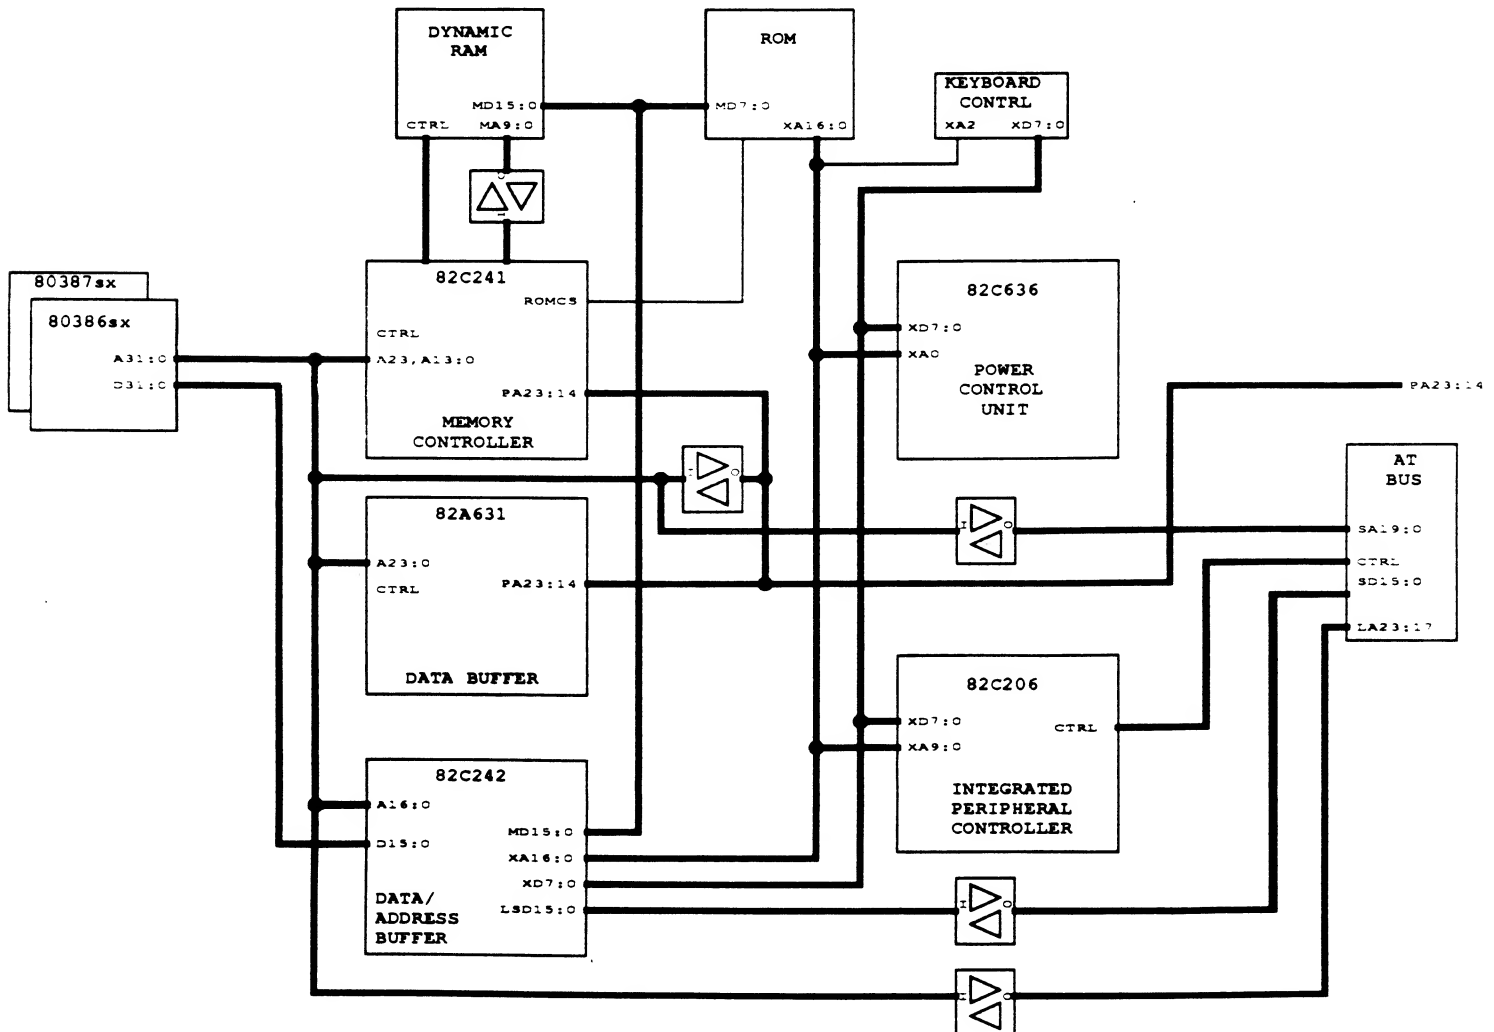 DYNAMIC
RAM
MD15:0
CTRL MA9:0
ROM
MD7:0
XA16:0
KEYBOARD
CONTRL
XA2 XD7:0
O
I
80387sx
80386sx
A31:0
D31:0
82C241
ROMCS
CTRL
A23,A13:0
PA23:14
MEMORY
CONTROLLER
82C636
XD7:0
XA0
POWER
CONTROL
UNIT
PA23:14
I O
82A631
A23:0
CTRL
PA23:14
DATA BUFFER
I O
AT
BUS
SA19:0
CTRL
SD15:0
LA23:17
82C206
XD7:0
XA9:0
CTRL
INTEGRATED
PERIPHERAL
CONTROLLER
82C242
A16:0
D15:0
MD15:0
XA16:0
XD7:0
LSD15:0
DATA/
ADDRESS
BUFFER
I O
I O